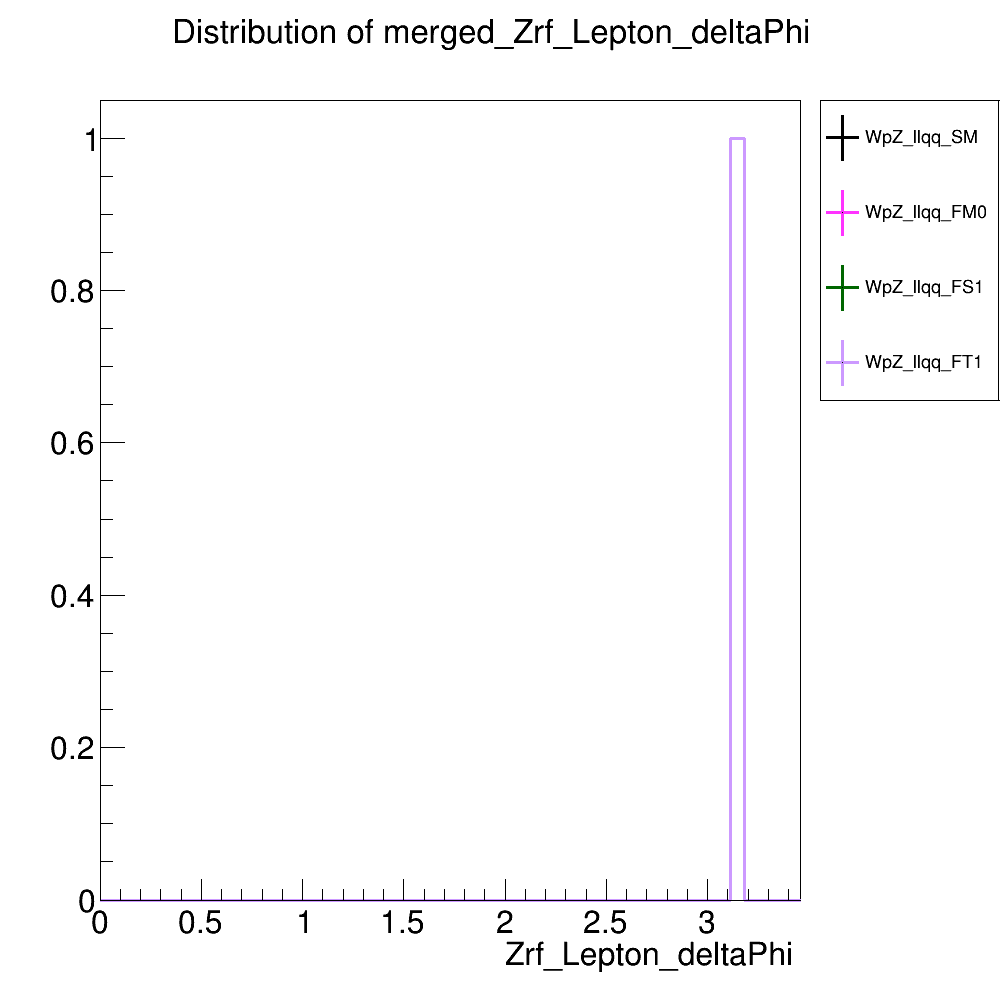 Distribution of merged_Zrf_Lepton_deltaPhi
1
0.8
0.6
0.4
0.2
0
0 0.5 1 1.5 2 2.5 3
Zrf_Lepton_deltaPhi
WpZ_llqq_SM
WpZ_llqq_FM0
WpZ_llqq_FS1
WpZ_llqq_FT1